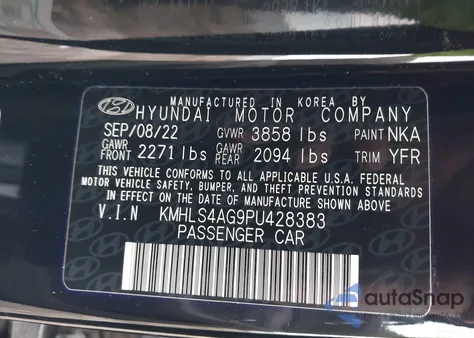 MANUFACTURED IN KOREA BY
HYUNDAI MOTOR COMPANY
SEP/08/22 GVWR 3858 lbs PAINT NKA
GAWR FRONT 2271 lbs GAWR REAR 2094 lbs TRIM YFR
THIS VEHICLE CONFORMS TO ALL APPLICABLE U.S.A. FEDERAL
MOTOR VEHICLE SAFETY, BUMPER, AND THEFT PREVENTION STANDARDS
IN EFFECT ON THE DATE OF MANUFACTURE SHOWN ABOVE.
V.I.N KMHLS4AG9PU428383
PASSENGER CAR
autoSnap